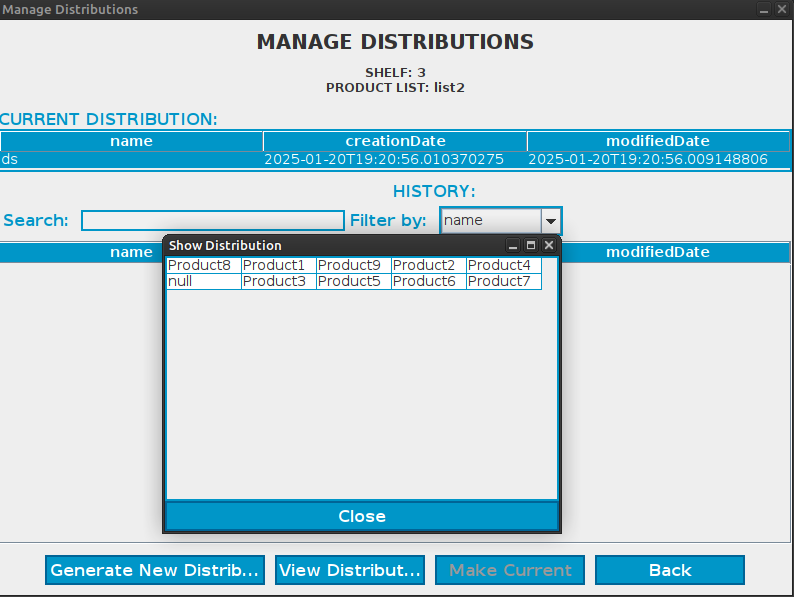 Manage Distributions
MANAGE DISTRIBUTIONS
SHELF: 3
PRODUCT LIST: list2
CURRENT DISTRIBUTION:
name creationDate modifiedDate
ds 2025-01-20T19:20:56.010370275 2025-01-20T19:20:56.009148806
HISTORY:
Search: Filter by: name
name modifiedDate
Show Distribution
Product8 Product1 Product9 Product2 Product4
null Product3 Product5 Product6 Product7
Close
Generate New Distrib... View Distribut... Make Current Back